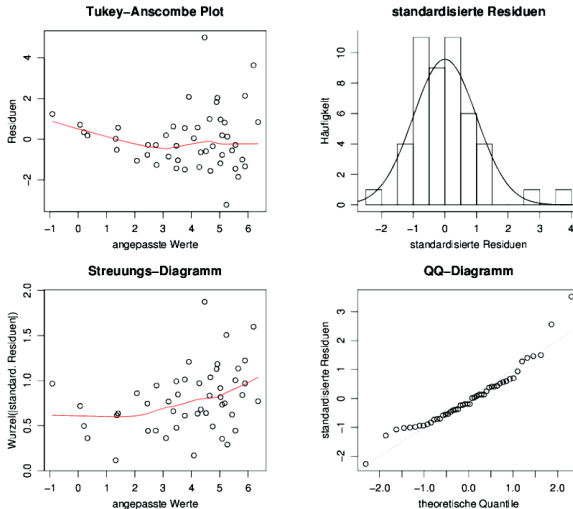 Tukey-Anscombe Plot
Residuen
4
2
0
-2
-1 0 1 2 3 4 5 6
angepasste Werte
standardisierte Residuen
Häufigkeit
10
8
6
4
2
0
-2 -1 0 1 2 3 4
standardisierte Residuen
Streuungs-Diagramm
Wurzel(|standard. Residuen|)
2.0
1.5
1.0
0.5
0.0
-1 0 1 2 3 4 5 6
angepasste Werte
QQ-Diagramm
standardisierte Residuen
3
2
1
0
-1
-2
-2.0 -1.0 0.0 1.0 2.0
theoretische Quantile